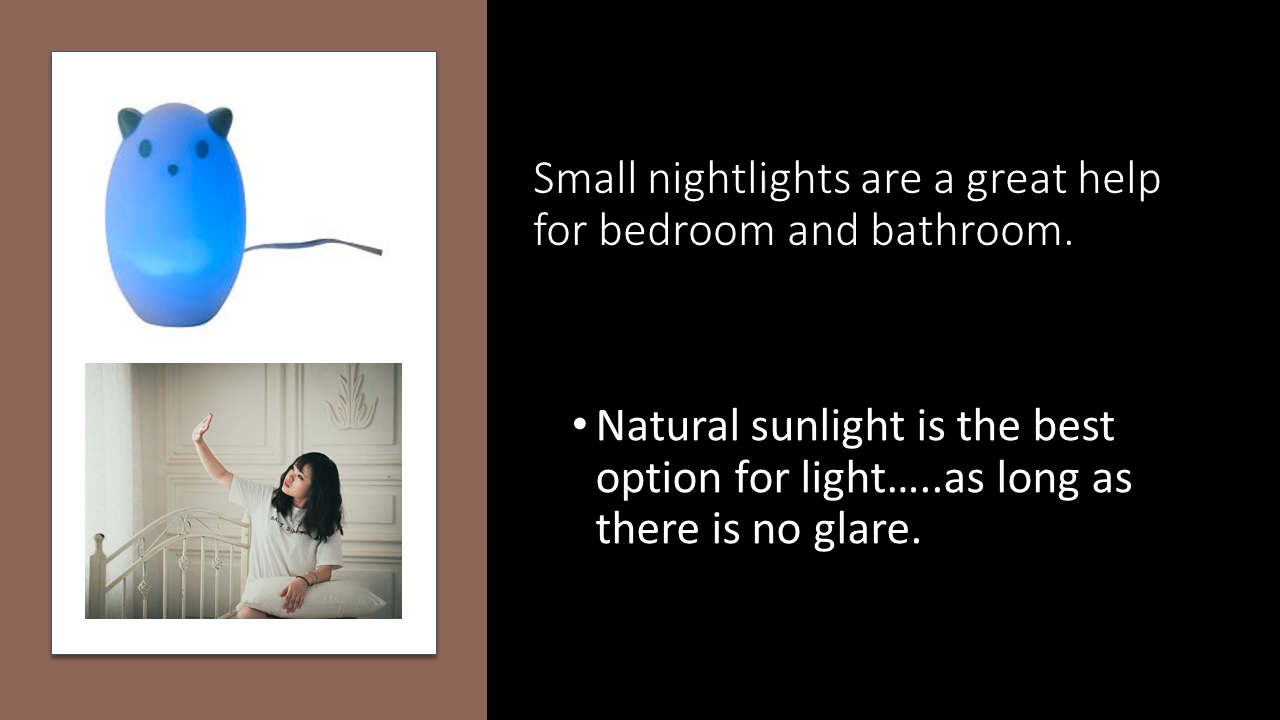 Small nightlights are a great help
for bedroom and bathroom.
• Natural sunlight is the best
option for light…..as long as
there is no glare.